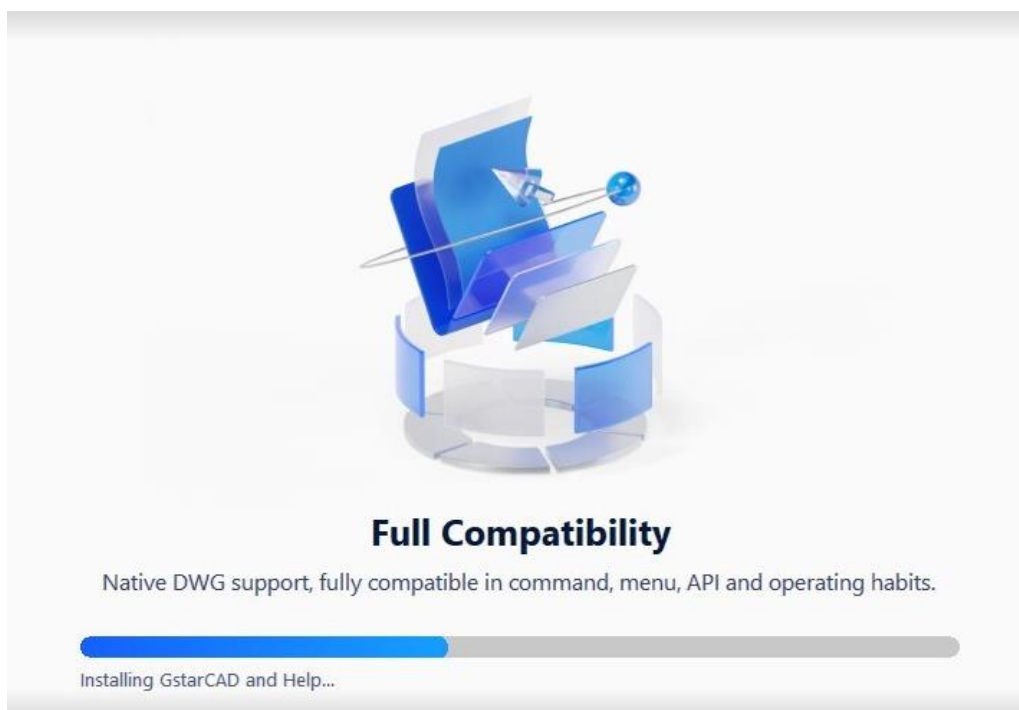 Full Compatibility
Native DWG support, fully compatible in command, menu, API and operating habits.
Installing GstarCAD and Help...